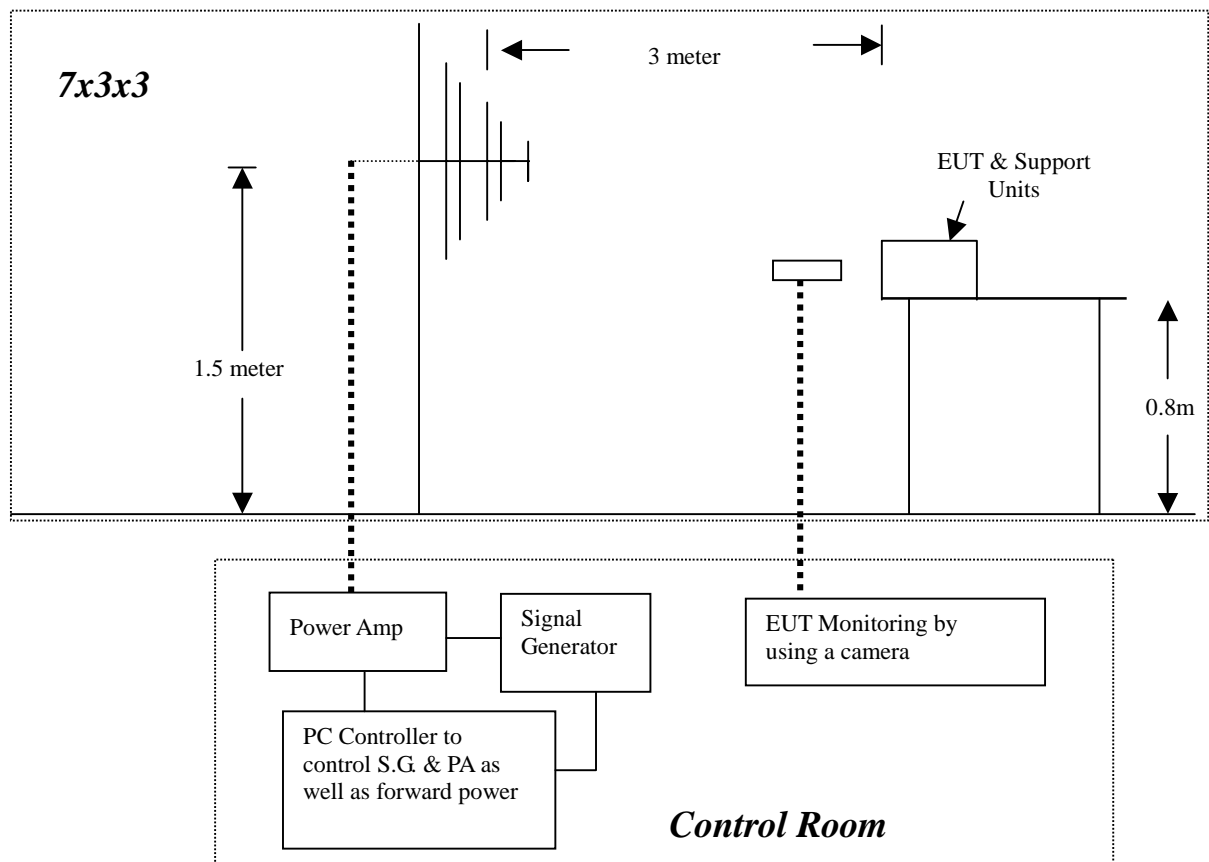 3 meter
7x3x3
EUT & Support
Units
1.5 meter
0.8m
Power Amp
Signal
Generator
EUT Monitoring by
using a camera
PC Controller to
control S.G. & PA as
well as forward power
Control Room